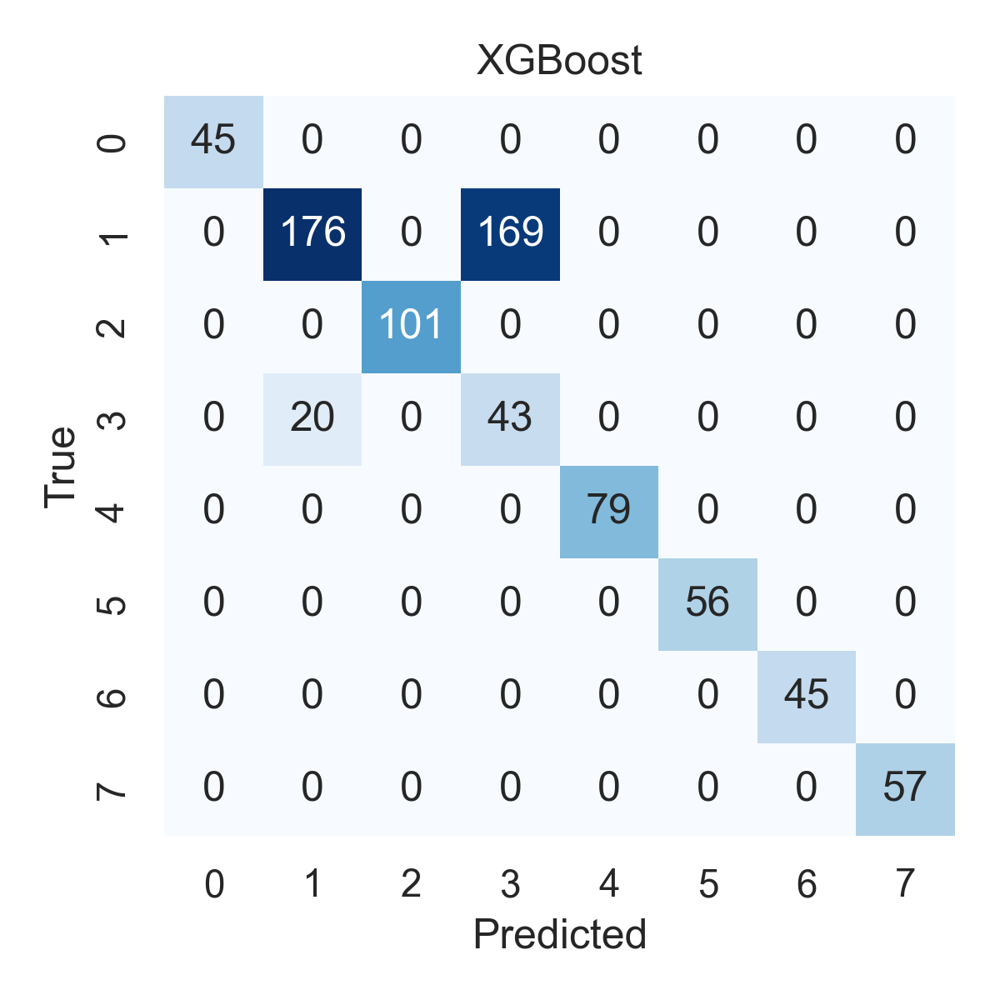 XGBoost
0 45 0 0 0 0 0 0 0
1 0 176 0 169 0 0 0 0
2 0 0 101 0 0 0 0 0
3 0 20 0 43 0 0 0 0
4 0 0 0 0 79 0 0 0
5 0 0 0 0 0 56 0 0
6 0 0 0 0 0 0 45 0
7 0 0 0 0 0 0 0 57
True
0 1 2 3 4 5 6 7
Predicted